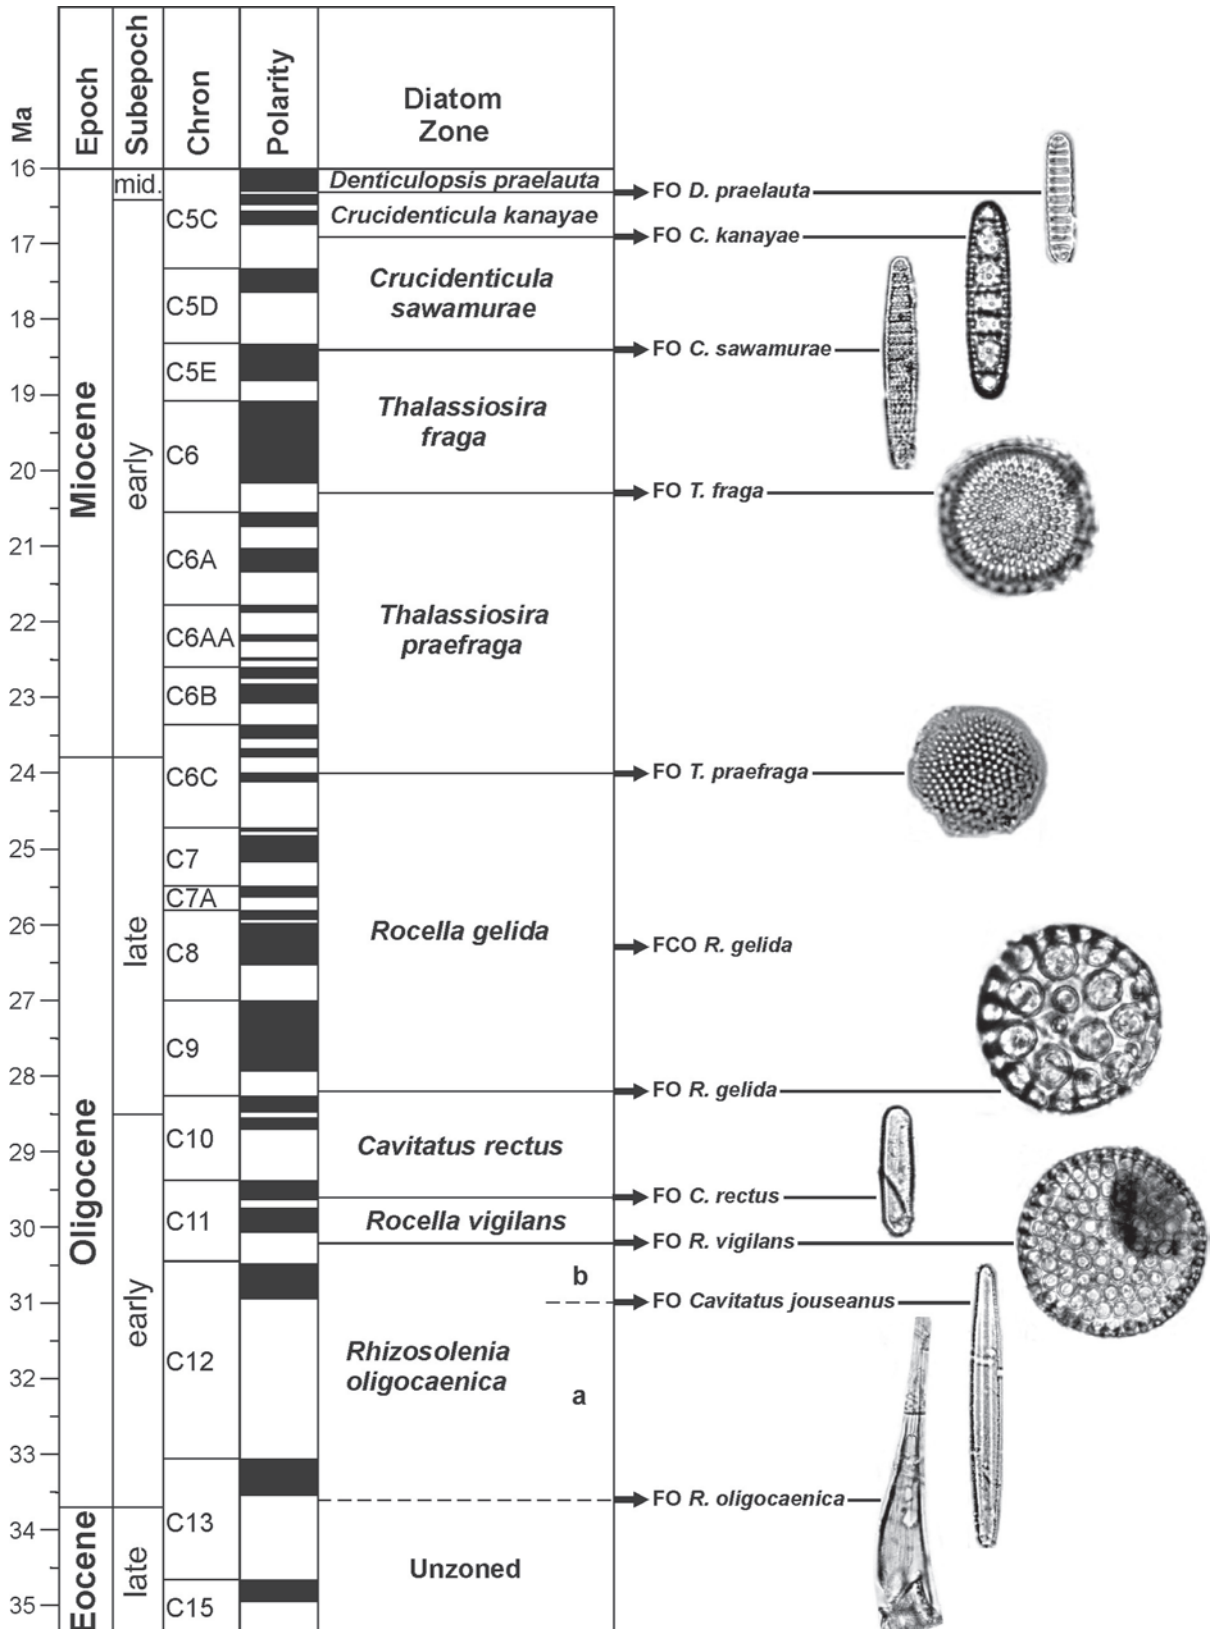 Ma
Epoch
Subepoch
Chron
Polarity
Diatom
Zone
16
17
18
19
20
21
22
23
24
25
26
27
28
29
30
31
32
33
34
35
Miocene
Oligocene
Eocene
mid.
early
late
early
late
C5C
C5D
C5E
C6
C6A
C6AA
C6B
C6C
C7
C7A
C8
C9
C10
C11
C12
C13
C15
Denticulopsis praelauta
Crucidenticula kanayae
Crucidenticula
sawamurae
Thalassiosira
fraga
Thalassiosira
praefraga
Rocella gelida
Cavitatus rectus
Rocella vigilans
b
Rhizosolenia
oligocaenica
a
Unzoned
FO D. praelauta
FO C. kanayae
FO C. sawamurae
FO T. fraga
FO T. praefraga
FCO R. gelida
FO R. gelida
FO C. rectus
FO R. vigilans
FO Cavitatus jouseanus
FO R. oligocaenica